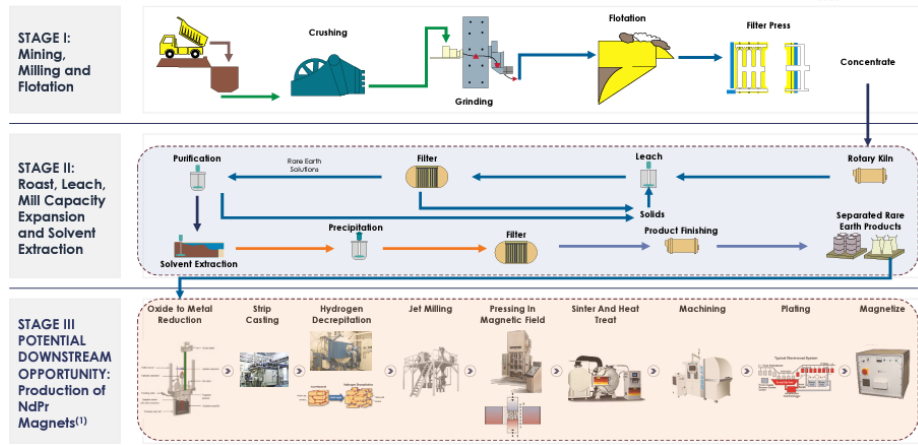 STAGE I:
Mining,
Milling and
Flotation
Crushing
Grinding
Flotation
Filter Press
Concentrate
STAGE II:
Roast, Leach,
Mill Capacity
Expansion
and Solvent
Extraction
Purification
Rare Earth
Solutions
Filter
Leach
Rotary Kiln
Solids
Solvent Extraction
Precipitation
Filter
Product Finishing
Separated Rare
Earth Products
STAGE III
POTENTIAL
DOWNSTREAM
OPPORTUNITY:
Production of
NdPr
Magnets(1)
Oxide to Metal
Reduction
Strip
Casting
Hydrogen
Decrepitation
Jet Milling
Pressing In
Magnetic Field
Sinter And Heat
Treat
Machining
Plating
Magnetize